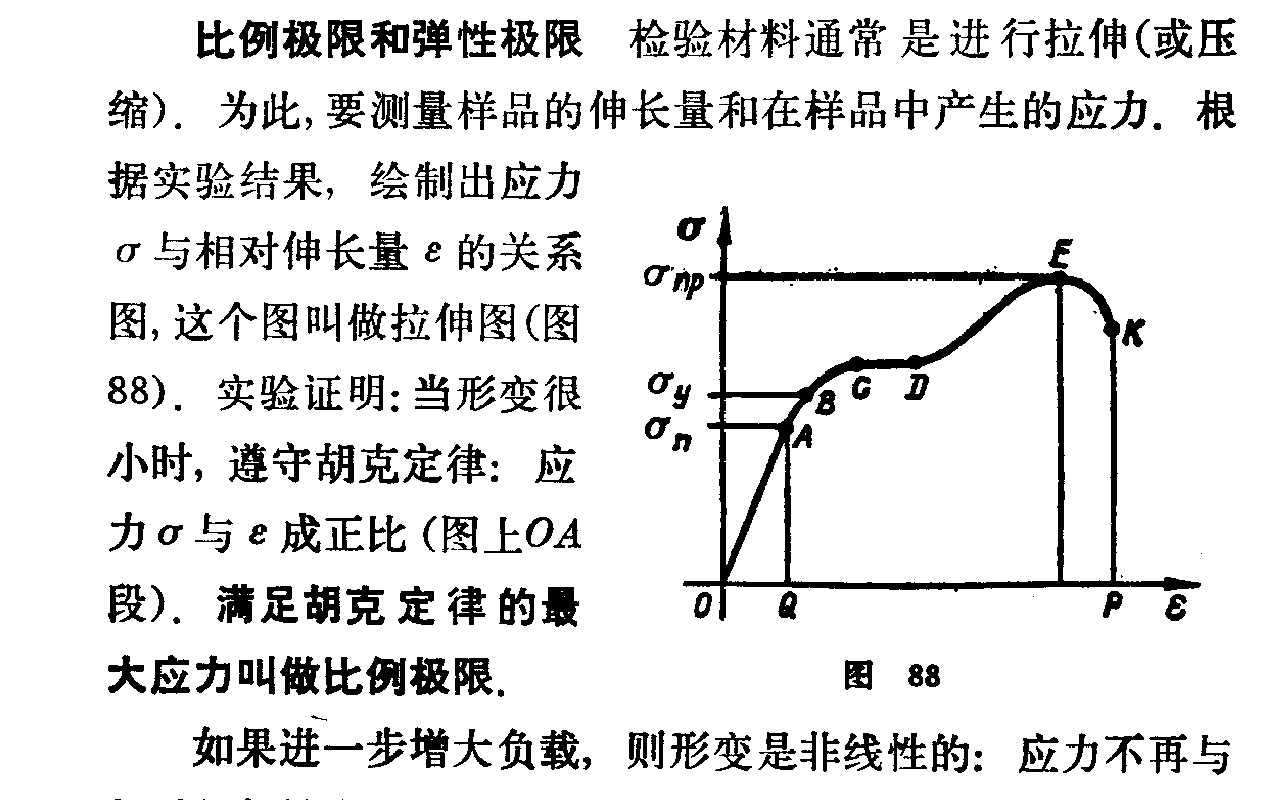 比例极限和弹性极限 检验材料通常是进行拉伸(或压
缩). 为此, 要测量样品的伸长量和在样品中产生的应力. 根
据实验结果, 绘制出应力
σ与相对伸长量ε的关系
图, 这个图叫做拉伸图(图
88). 实验证明: 当形变很
小时, 遵守胡克定律: 应
力σ与ε成正比 (图上OA
段). 满足胡克定律的最
大应力叫做比例极限.
σ
σпр
E
K
σy
B
C
D
σп
A
O
Q
P
ε
图 88
如果进一步增大负载, 则形变是非线性的: 应力不再与